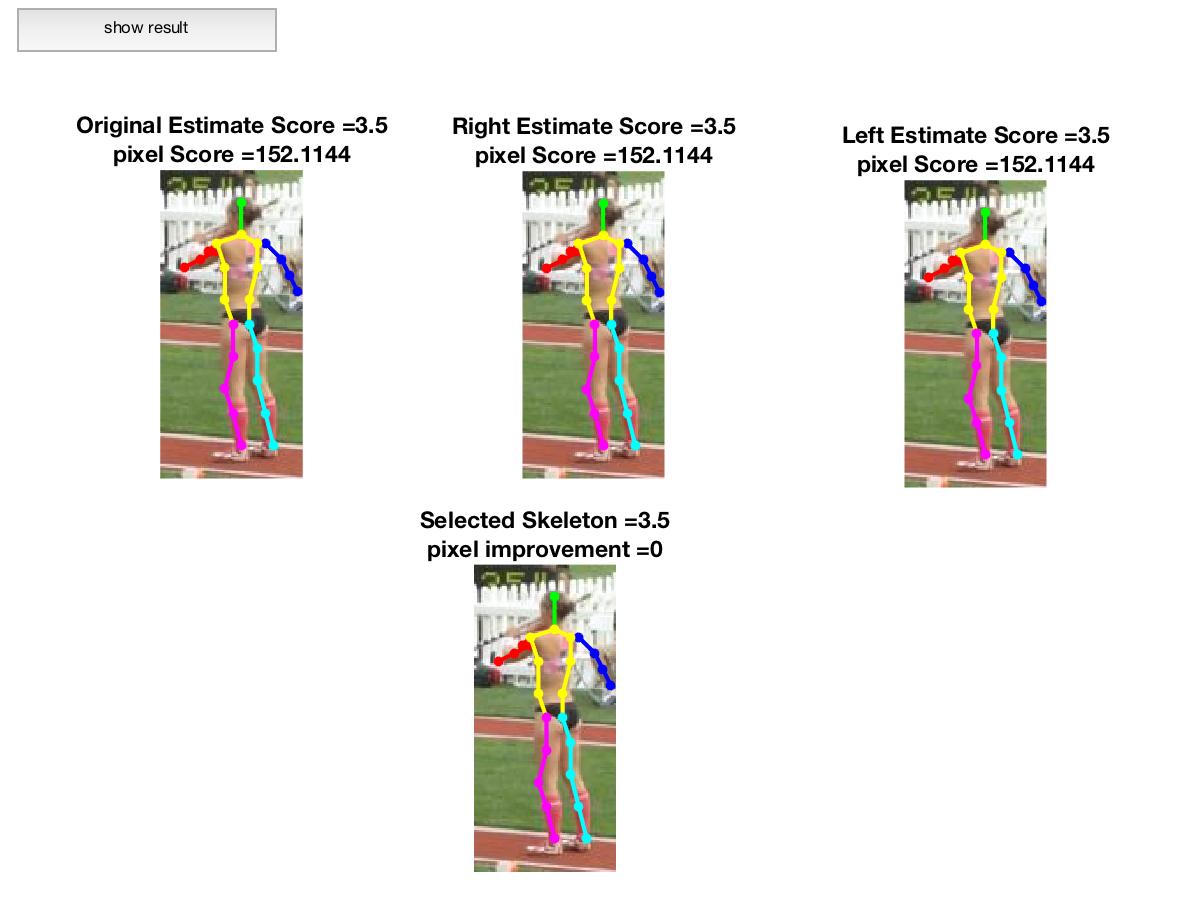 show result
Original Estimate Score =3.5
pixel Score =152.1144
Right Estimate Score =3.5
pixel Score =152.1144
Left Estimate Score =3.5
pixel Score =152.1144
Selected Skeleton =3.5
pixel improvement =0